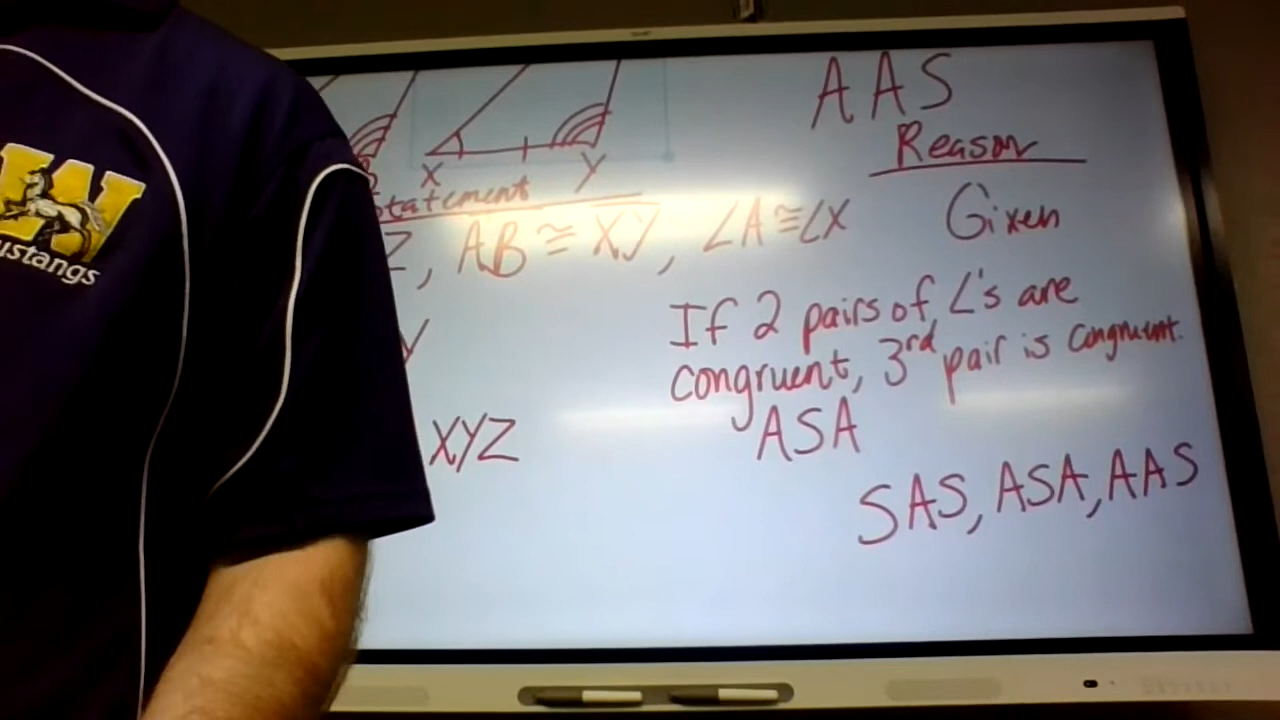 AAS
Reason
X Y
Statement
Z, AB ≅ XY, ∠A ≅ ∠X Given
If 2 pairs of ∠'s are
congruent, 3rd pair is congruent.
Y
XYZ ASA
SAS, ASA, AAS
W
Mustangs